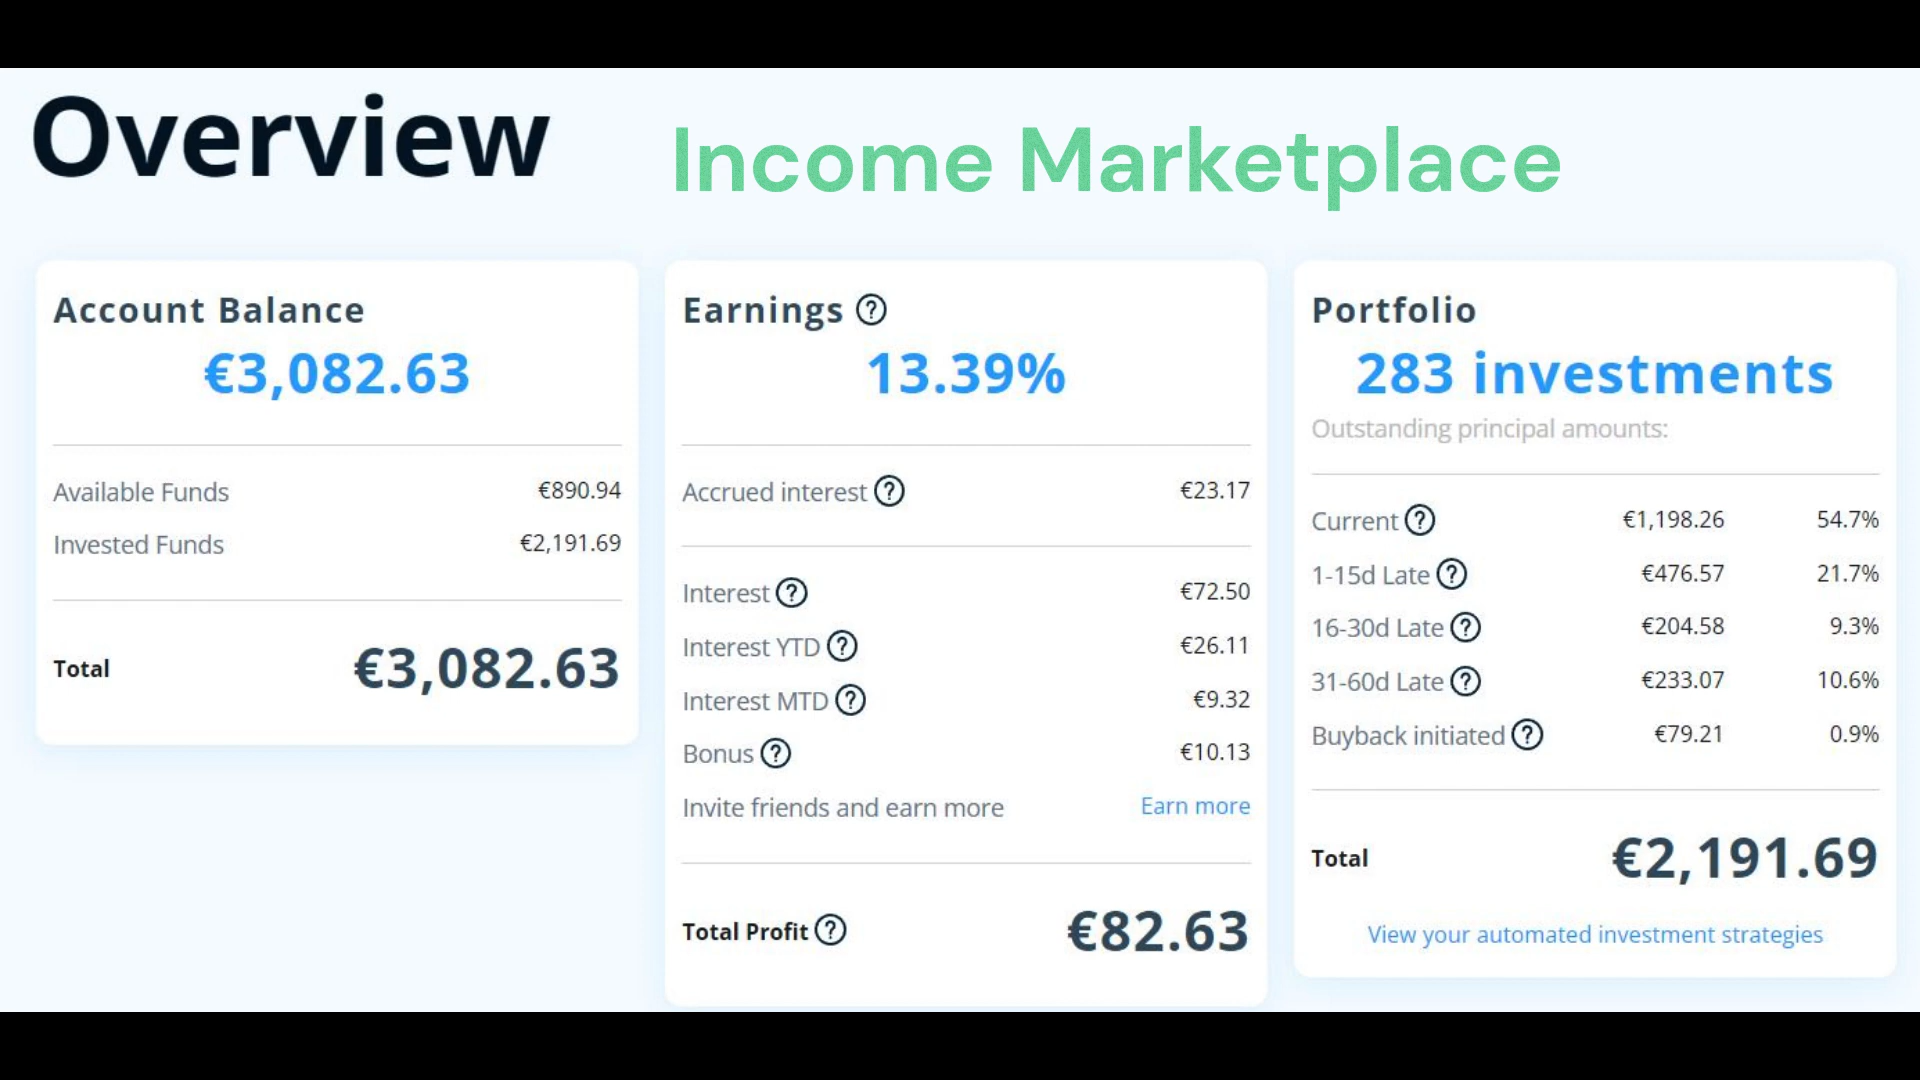 Overview
Income Marketplace
Account Balance
€3,082.63
Available Funds €890.94
Invested Funds €2,191.69
Total €3,082.63
Earnings ?
13.39%
Accrued interest ? €23.17
Interest ? €72.50
Interest YTD ? €26.11
Interest MTD ? €9.32
Bonus ? €10.13
Invite friends and earn more Earn more
Total Profit ? €82.63
Portfolio
283 investments
Outstanding principal amounts:
Current ? €1,198.26 54.7%
1-15d Late ? €476.57 21.7%
16-30d Late ? €204.58 9.3%
31-60d Late ? €233.07 10.6%
Buyback initiated ? €79.21 0.9%
Total €2,191.69
View your automated investment strategies